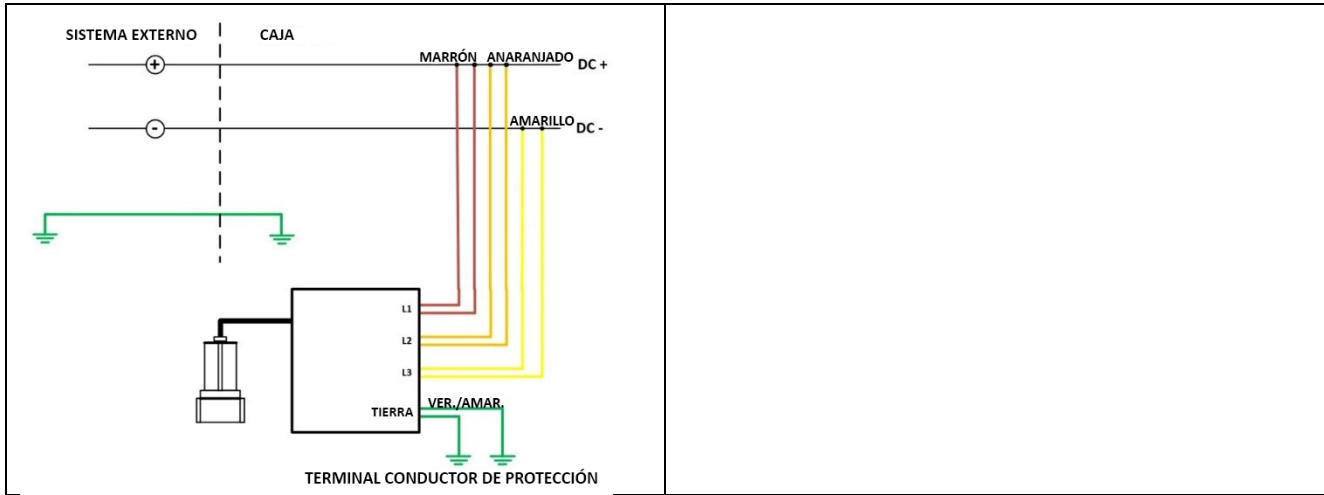 SISTEMA EXTERNO
CAJA
MARRÓN ANARANJADO
+
DC +
AMARILLO
-
DC -
L1
L2
L3
TIERRA
VER./AMAR.
TERMINAL CONDUCTOR DE PROTECCIÓN